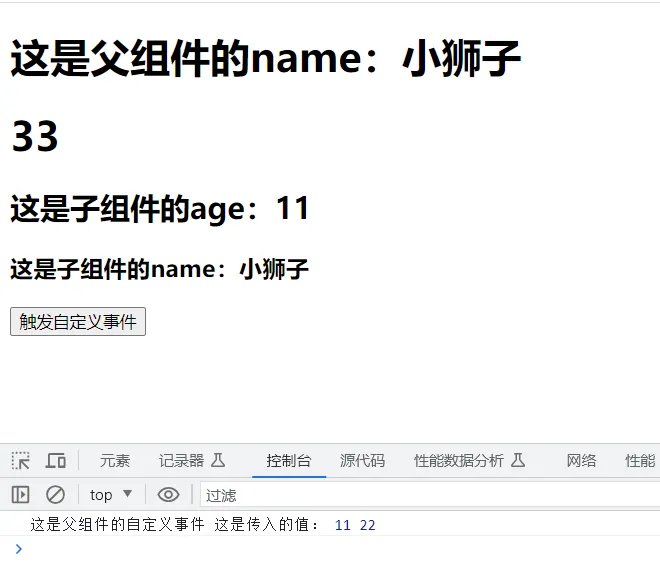 这是父组件的name：小狮子
33
这是子组件的age：11
这是子组件的name：小狮子
触发自定义事件
元素 记录器 控制台 源代码 性能数据分析 网络 性能
top 过滤
这是父组件的自定义事件 这是传入的值： 11 22